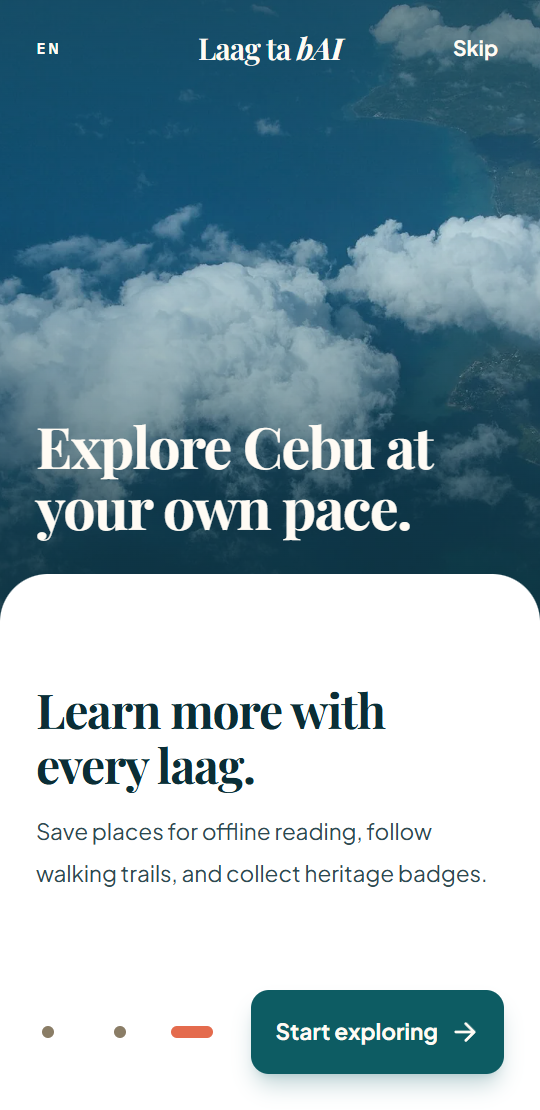 EN
Laag ta bAI
Skip
Explore Cebu at
your own pace.
Learn more with
every laag.
Save places for offline reading, follow
walking trails, and collect heritage badges.
Start exploring